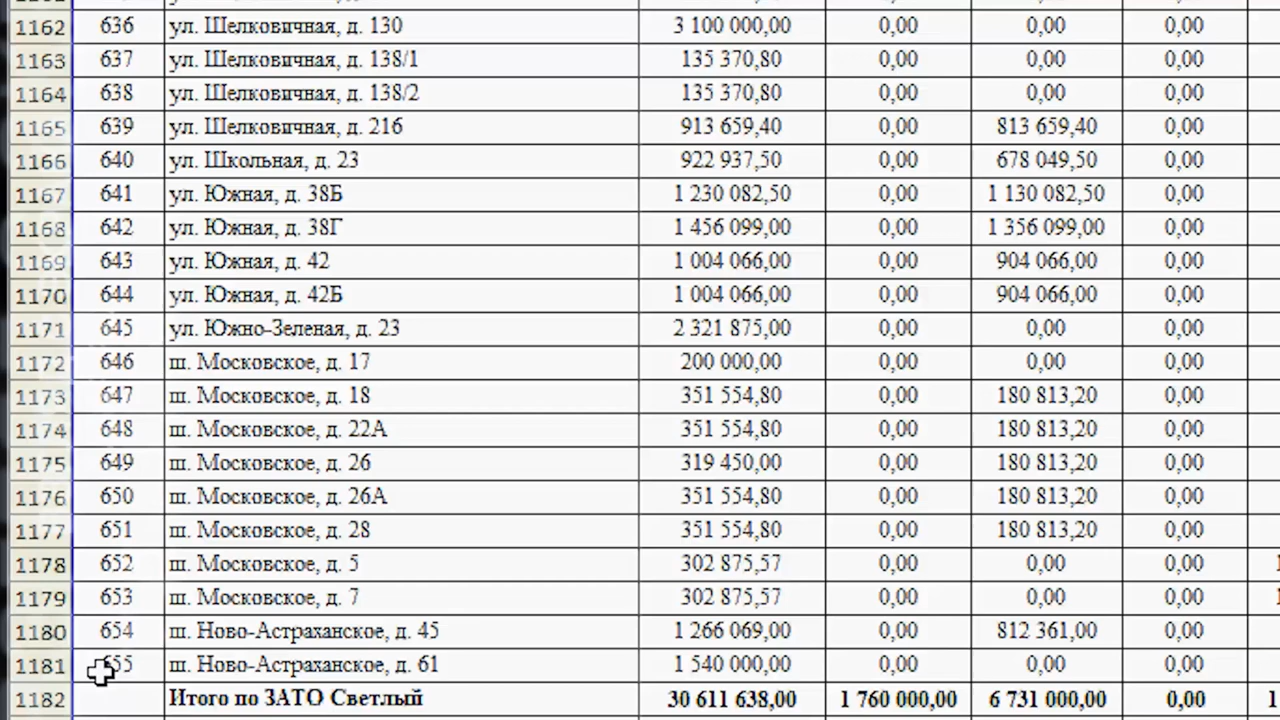 1162 636 ул. Шелковичная, д. 130 3 100 000,00 0,00 0,00 0,00
1163 637 ул. Шелковичная, д. 138/1 135 370,80 0,00 0,00 0,00
1164 638 ул. Шелковичная, д. 138/2 135 370,80 0,00 0,00 0,00
1165 639 ул. Шелковичная, д. 216 913 659,40 0,00 813 659,40 0,00
1166 640 ул. Школьная, д. 23 922 937,50 0,00 678 049,50 0,00
1167 641 ул. Южная, д. 38Б 1 230 082,50 0,00 1 130 082,50 0,00
1168 642 ул. Южная, д. 38Г 1 456 099,00 0,00 1 356 099,00 0,00
1169 643 ул. Южная, д. 42 1 004 066,00 0,00 904 066,00 0,00
1170 644 ул. Южная, д. 42Б 1 004 066,00 0,00 904 066,00 0,00
1171 645 ул. Южно-Зеленая, д. 23 2 321 875,00 0,00 0,00 0,00
1172 646 ш. Московское, д. 17 200 000,00 0,00 0,00 0,00
1173 647 ш. Московское, д. 18 351 554,80 0,00 180 813,20 0,00
1174 648 ш. Московское, д. 22А 351 554,80 0,00 180 813,20 0,00
1175 649 ш. Московское, д. 26 319 450,00 0,00 180 813,20 0,00
1176 650 ш. Московское, д. 26А 351 554,80 0,00 180 813,20 0,00
1177 651 ш. Московское, д. 28 351 554,80 0,00 180 813,20 0,00
1178 652 ш. Московское, д. 5 302 875,57 0,00 0,00 0,00
1179 653 ш. Московское, д. 7 302 875,57 0,00 0,00 0,00
1180 654 ш. Ново-Астраханское, д. 45 1 266 069,00 0,00 812 361,00 0,00
1181 655 ш. Ново-Астраханское, д. 61 1 540 000,00 0,00 0,00 0,00
1182 Итого по ЗАТО Светлый 30 611 638,00 1 760 000,00 6 731 000,00 0,00